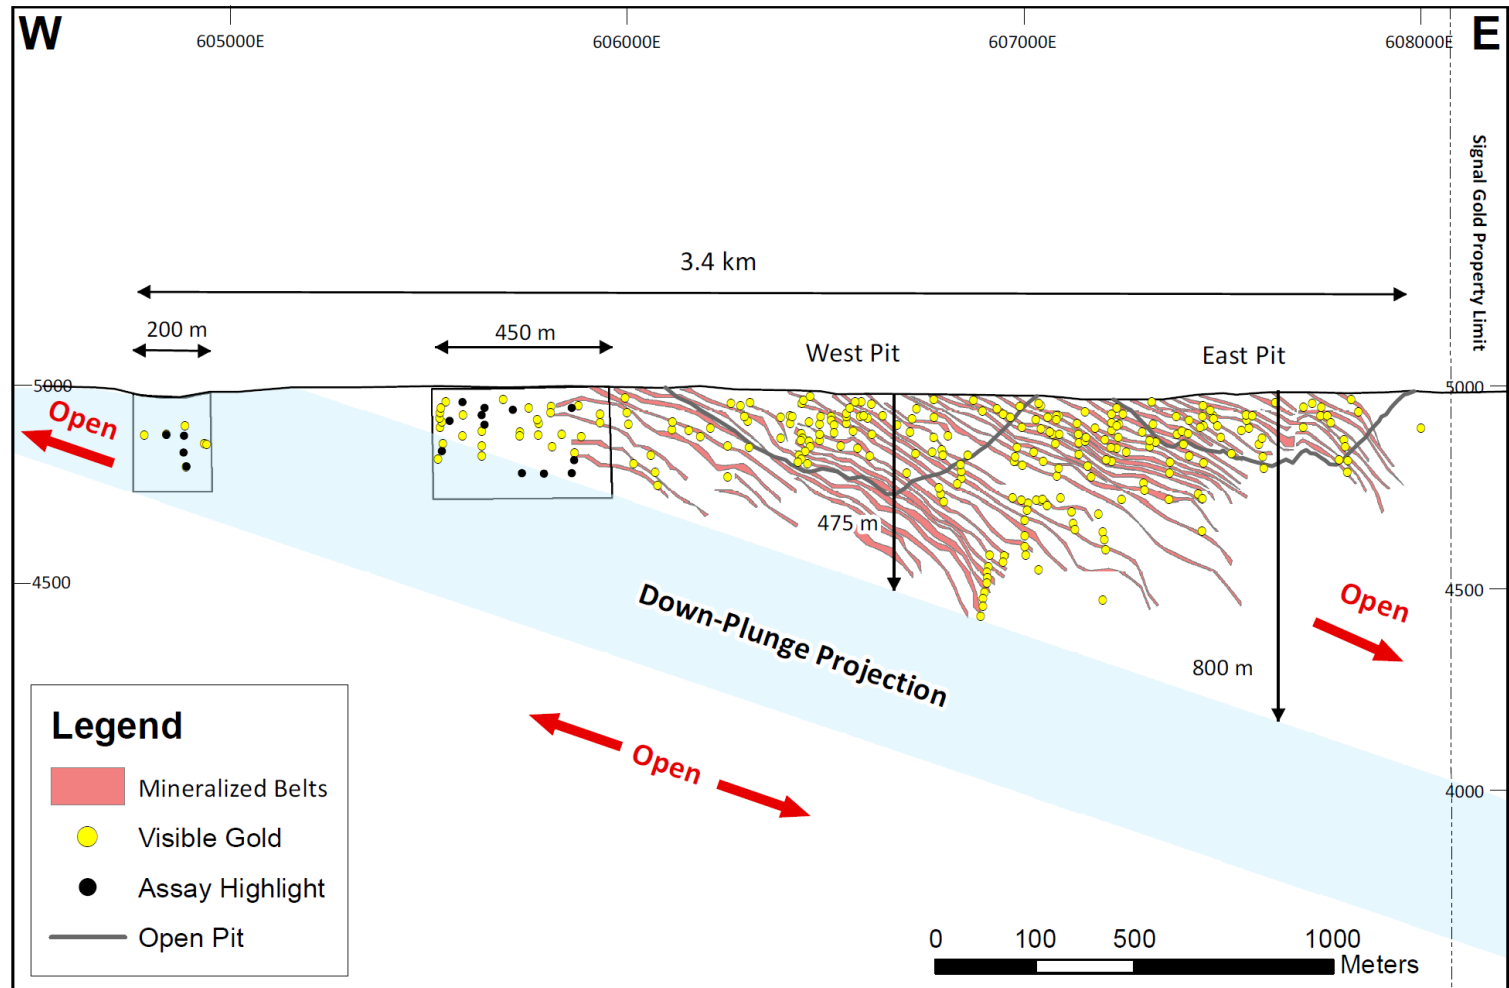 W
605000E
606000E
607000E
608000E
E
Signal Gold Property Limit
3.4 km
200 m
450 m
West Pit
East Pit
5000
5000
Open
475 m
4500
4500
Down-Plunge Projection
Open
800 m
Open
4000
Legend
Mineralized Belts
Visible Gold
Assay Highlight
Open Pit
0 100 500 1000
Meters